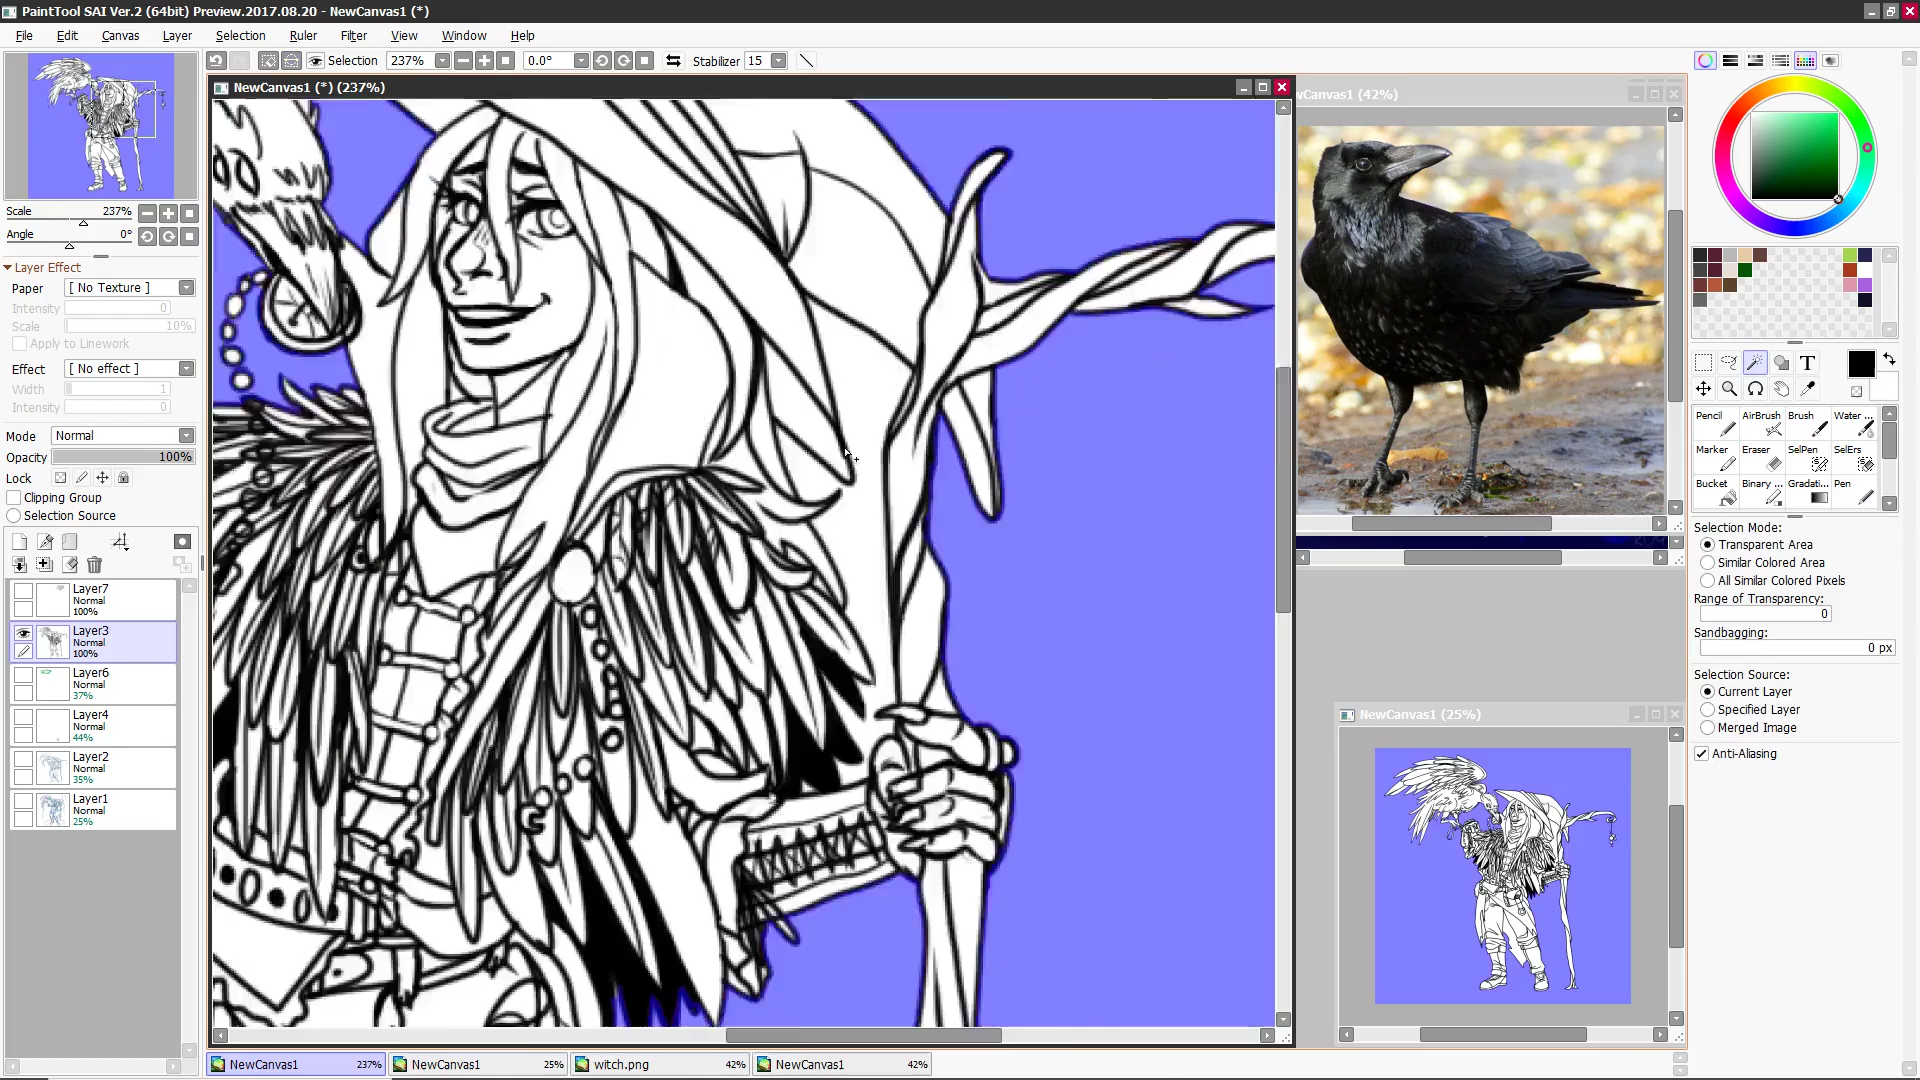 PaintTool SAI Ver.2 (64bit) Preview.2017.08.20 - NewCanvas1 (*)
File Edit Canvas Layer Selection Ruler Filter View Window Help
Selection 237% 0.0° Stabilizer 15
NewCanvas1 (*) (237%)
wCanvas1 (42%)
Scale 237%
Angle 0°
Layer Effect
Paper [ No Texture ]
Intensity 0
Scale 10%
Apply to Linework
Effect [ No effect ]
Width 1
Intensity 0
Mode Normal
Opacity 100%
Lock
Clipping Group
Selection Source
Layer7
Normal
100%
Layer3
Normal
100%
Layer6
Normal
37%
Layer4
Normal
44%
Layer2
Normal
35%
Layer1
Normal
25%
T
Pencil AirBrush Brush Water ...
Marker Eraser SelPen SelErs
Bucket Binary ... Gradati... Pen
Selection Mode:
Transparent Area
Similar Colored Area
All Similar Colored Pixels
Range of Transparency:
0
Sandbagging:
0 px
Selection Source:
Current Layer
Specified Layer
Merged Image
Anti-Aliasing
NewCanvas1 (25%)
NewCanvas1 237% NewCanvas1 25% witch.png 42% NewCanvas1 42%